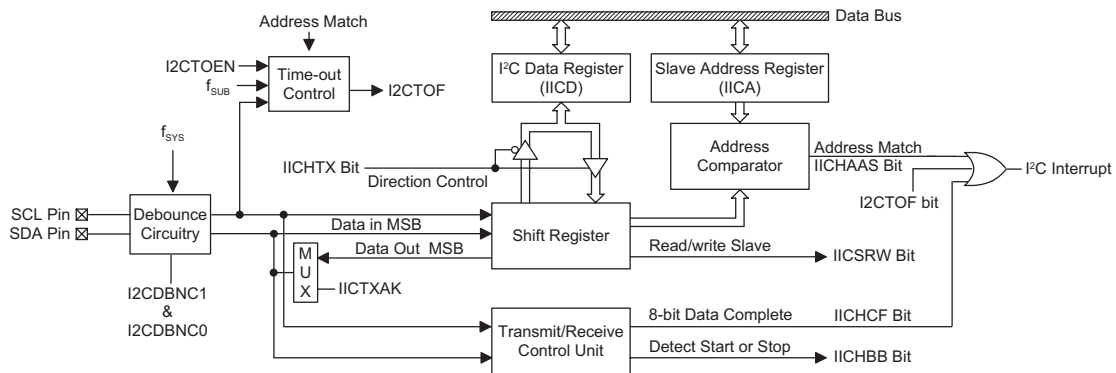 Data Bus
Address Match
I2CTOEN
fSUB
Time-out
Control
I2CTOF
I²C Data Register
(IICD)
Slave Address Register
(IICA)
fSYS
IICHTX Bit
Direction Control
Address
Comparator
Address Match
IICHAAS Bit
I2CTOF bit
I²C Interrupt
SCL Pin
SDA Pin
Debounce
Circuitry
Data in MSB
Data Out MSB
Shift Register
Read/write Slave
IICSRW Bit
M
U
X
IICTXAK
I2CDBNC1
&
I2CDBNC0
Transmit/Receive
Control Unit
8-bit Data Complete
IICHCF Bit
Detect Start or Stop
IICHBB Bit